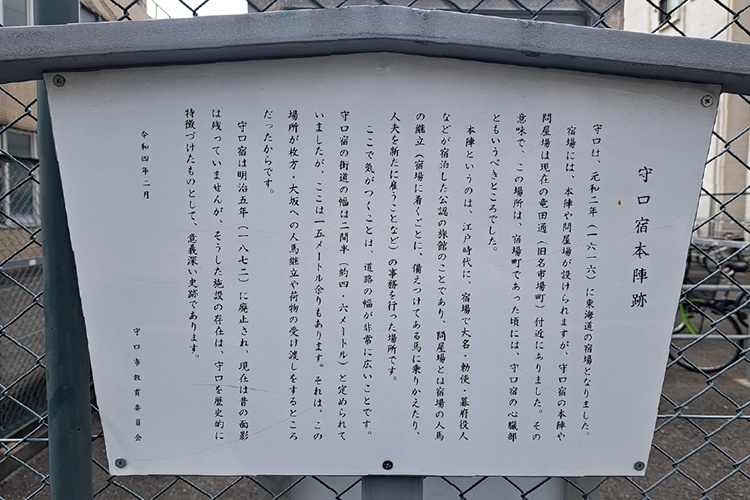 守口宿本陣跡
守口は、元和二年（一六一六）に東海道の宿場となりました。
宿場には、本陣や問屋場が設けられますが、守口宿の本陣や
問屋場は現在の竜田通（旧名市場町）付近にありました。その
意味で、この場所は、宿場町であった頃には、守口宿の心臓部
ともいうべきところでした。
本陣というのは、江戸時代に、宿場で大名・勅使・幕府役人
などが宿泊した公認の旅館のことであり、問屋場とは宿場の人馬
の継立（宿場に着くごとに、備えつけてある馬に乗りかえたり、
人夫を新たに雇うことなど）の事務を行った場所です。
ここで気がつくことは、道路の幅が非常に広いことです。
守口宿の街道の幅は二間半（約四・六メートル）と定められて
いましたが、ここは一五メートル余りもあります。それは、この
場所が枚方・大坂への人馬継立や荷物の受け渡しをするところ
だったからです。
守口宿は明治五年（一八七二）に廃止され、現在は昔の面影
は残っていませんが、そうした施設の存在は、守口を歴史的に
特徴づけたものとして、意義深い史跡であります。
令和四年二月
守口市教育委員会